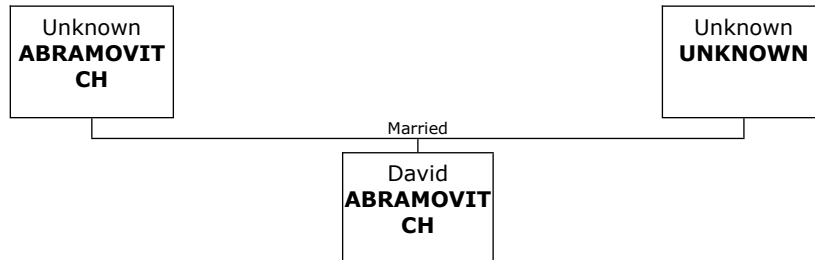 Unknown
ABRAMOVIT
CH
Unknown
UNKNOWN
Married
David
ABRAMOVIT
CH